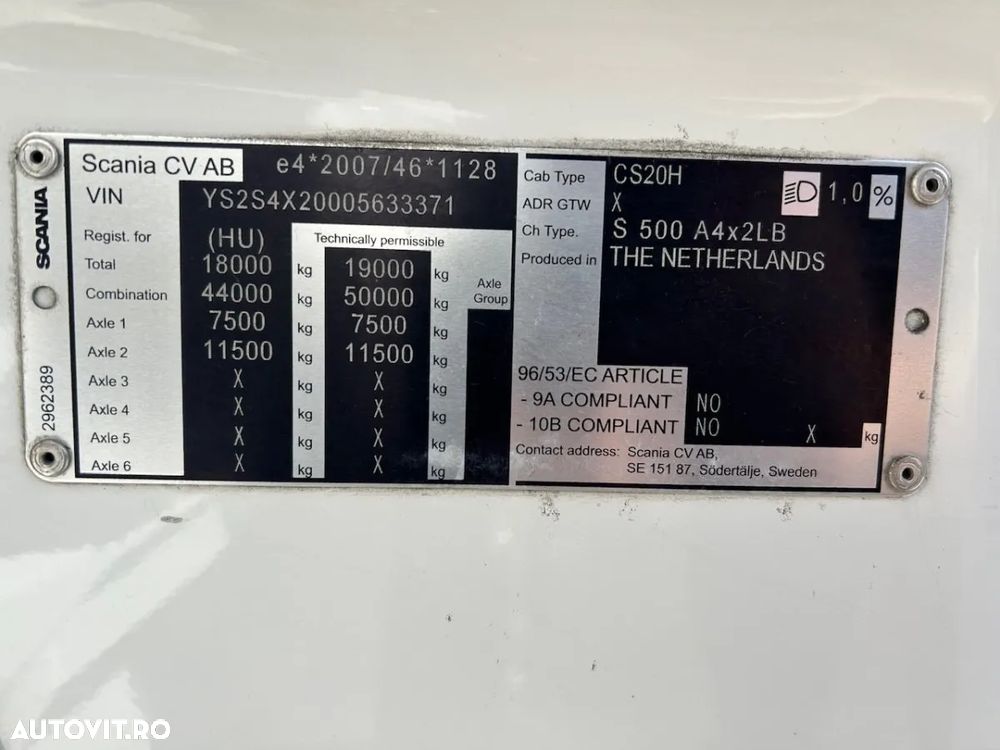 SCANIA
2962389
Scania CV AB e4*2007/46*1128
VIN YS2S4X20005633371
Regist. for (HU) Technically permissible
Total 18000 kg 19000 kg Axle Group
Combination 44000 kg 50000 kg
Axle 1 7500 kg 7500 kg
Axle 2 11500 kg 11500 kg
Axle 3 X kg X kg
Axle 4 X kg X kg
Axle 5 X kg X kg
Axle 6 X kg X kg
Cab Type CS20H 1,0 %
ADR GTW X
Ch Type. S 500 A4x2LB
Produced in THE NETHERLANDS
96/53/EC ARTICLE
- 9A COMPLIANT NO
- 10B COMPLIANT NO X kg
Contact address: Scania CV AB,
SE 151 87, Södertälje, Sweden
AUTOVIT.RO